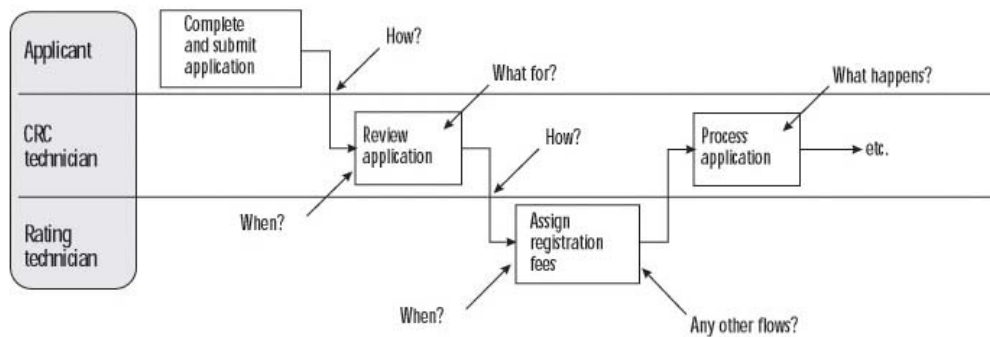 Applicant
Complete
and submit
application
How?
What for?
What happens?
CRC
technician
Review
application
How?
Process
application
etc.
When?
Rating
technician
Assign
registration
fees
When?
Any other flows?